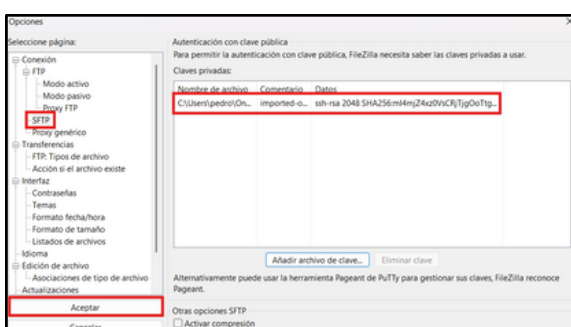 Opciones
Seleccione página:
Conexión
FTP
Modo activo
Modo pasivo
Proxy FTP
SFTP
Proxy genérico
Transferencias
FTP: Tipos de archivo
Acción si el archivo existe
Interfaz
Contraseñas
Temas
Formato fecha/hora
Formato de tamaño
Listados de archivos
Idioma
Edición de archivo
Asociaciones de tipo de archivo
Actualizaciones
Aceptar
Cancelar
Autenticación con clave pública
Para permitir la autenticación con clave pública, FileZilla necesita saber las claves privadas a usar.
Claves privadas:
Nombre de archivo Comentario Datos
C:\Users\pedro\On... imported-o... ssh-rsa 2048
Añadir archivo de clave... Eliminar clave
Alternativamente puede usar la herramienta Pageant de PuTTy para gestionar sus claves, FileZilla reconoce
Pageant.
Otras opciones SFTP
Activar compresión